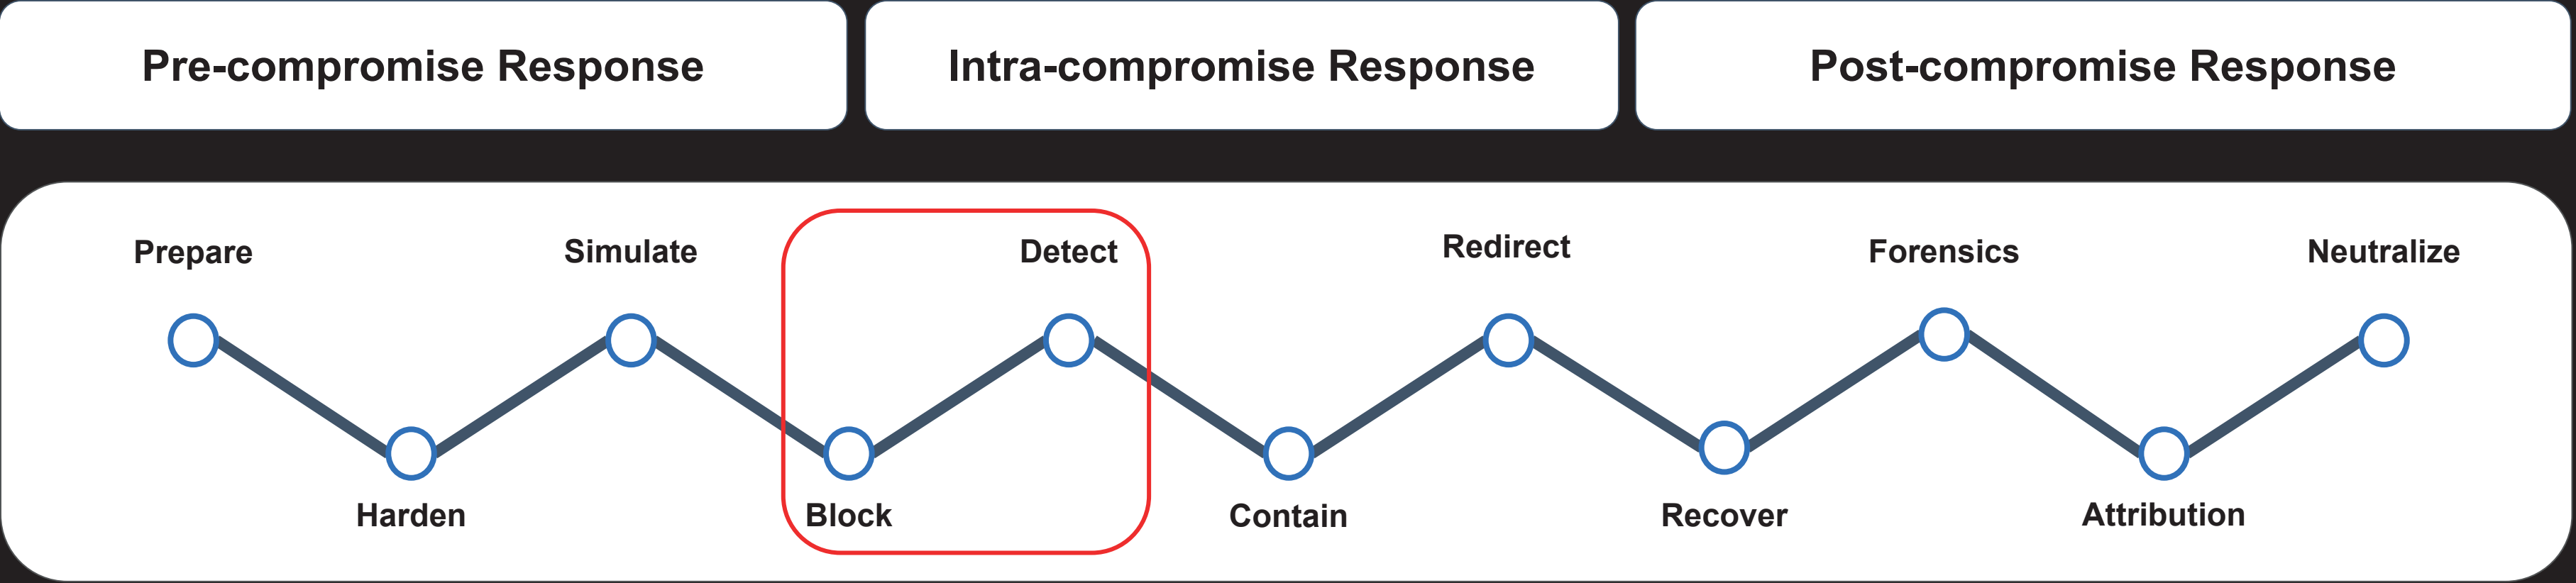 Pre-compromise Response
Intra-compromise Response
Post-compromise Response
Prepare
Simulate
Detect
Redirect
Forensics
Neutralize
Harden
Block
Contain
Recover
Attribution